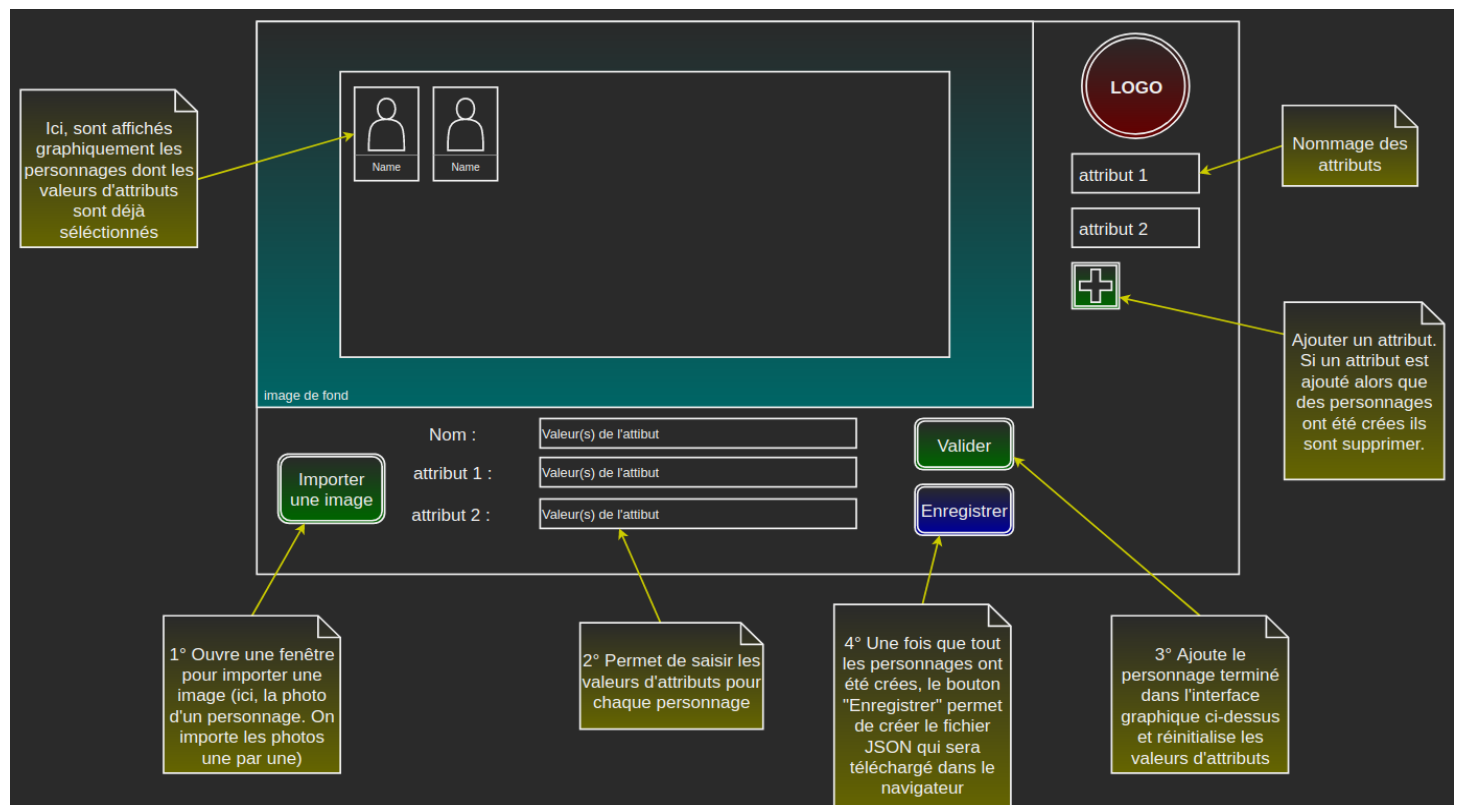 Ici, sont affichés
graphiquement les
personnages dont les
valeurs d'attributs
sont déjà
séléctionnés
Name
Name
image de fond
LOGO
attribut 1
attribut 2
Nommage des
attributs
Ajouter un attribut.
Si un attribut est
ajouté alors que
des personnages
ont été crées ils
sont supprimer.
Importer
une image
Nom :
Valeur(s) de l'attibut
attribut 1 :
Valeur(s) de l'attibut
attribut 2 :
Valeur(s) de l'attibut
Valider
Enregistrer
1° Ouvre une fenêtre
pour importer une
image (ici, la photo
d'un personnage. On
importe les photos
une par une)
2° Permet de saisir les
valeurs d'attributs pour
chaque personnage
4° Une fois que tout
les personnages ont
été crées, le bouton
"Enregistrer" permet
de créer le fichier
JSON qui sera
téléchargé dans le
navigateur
3° Ajoute le
personnage terminé
dans l'interface
graphique ci-dessus
et réinitialise les
valeurs d'attributs